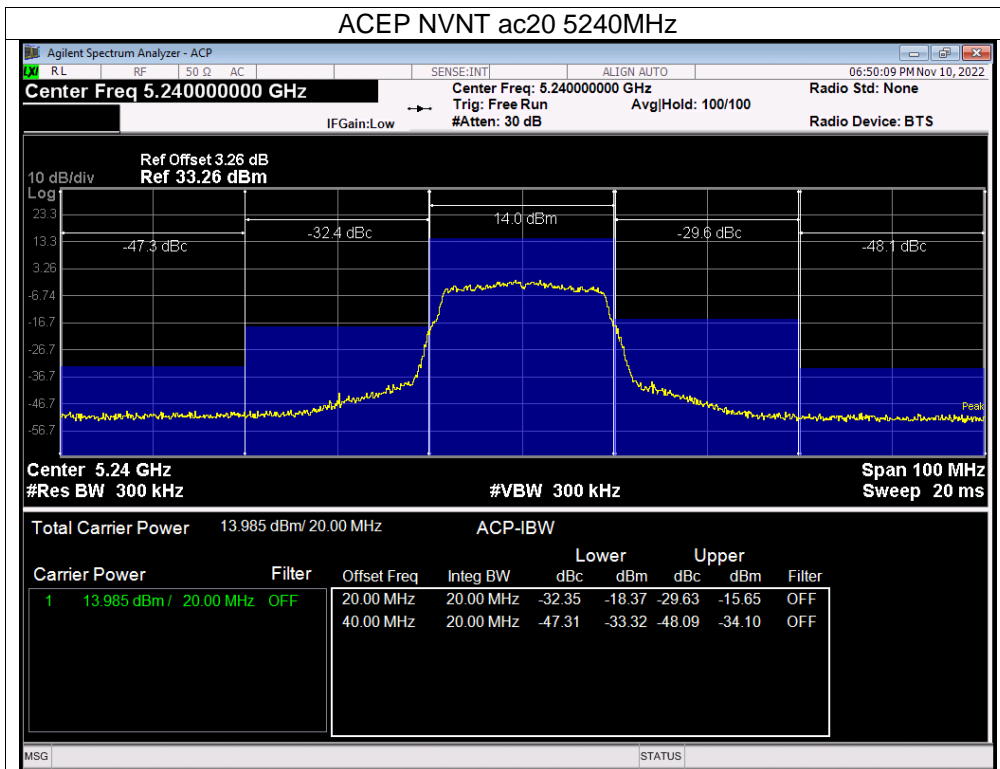 ACEP NVNT ac20 5240MHz
Agilent Spectrum Analyzer - ACP
LXI RL RF 50 Ω AC SENSE:INT ALIGN AUTO 06:50:09 PM Nov 10, 2022
Center Freq 5.240000000 GHz Center Freq: 5.240000000 GHz Radio Std: None
Trig: Free Run Avg|Hold: 100/100
IFGain:Low #Atten: 30 dB Radio Device: BTS
Ref Offset 3.26 dB
10 dB/div Ref 33.26 dBm
Log
23.3 14.0 dBm
-32.4 dBc -29.6 dBc
13.3 -47.3 dBc -48.1 dBc
3.26
-6.74
-16.7
-26.7
-36.7
-46.7 Peak
-56.7
Center 5.24 GHz Span 100 MHz
#Res BW 300 kHz #VBW 300 kHz Sweep 20 ms
Total Carrier Power 13.985 dBm/ 20.00 MHz ACP-IBW
Lower Upper
Carrier Power Filter Offset Freq Integ BW dBc dBm dBc dBm Filter
1 13.985 dBm / 20.00 MHz OFF 20.00 MHz 20.00 MHz -32.35 -18.37 -29.63 -15.65 OFF
40.00 MHz 20.00 MHz -47.31 -33.32 -48.09 -34.10 OFF
MSG STATUS